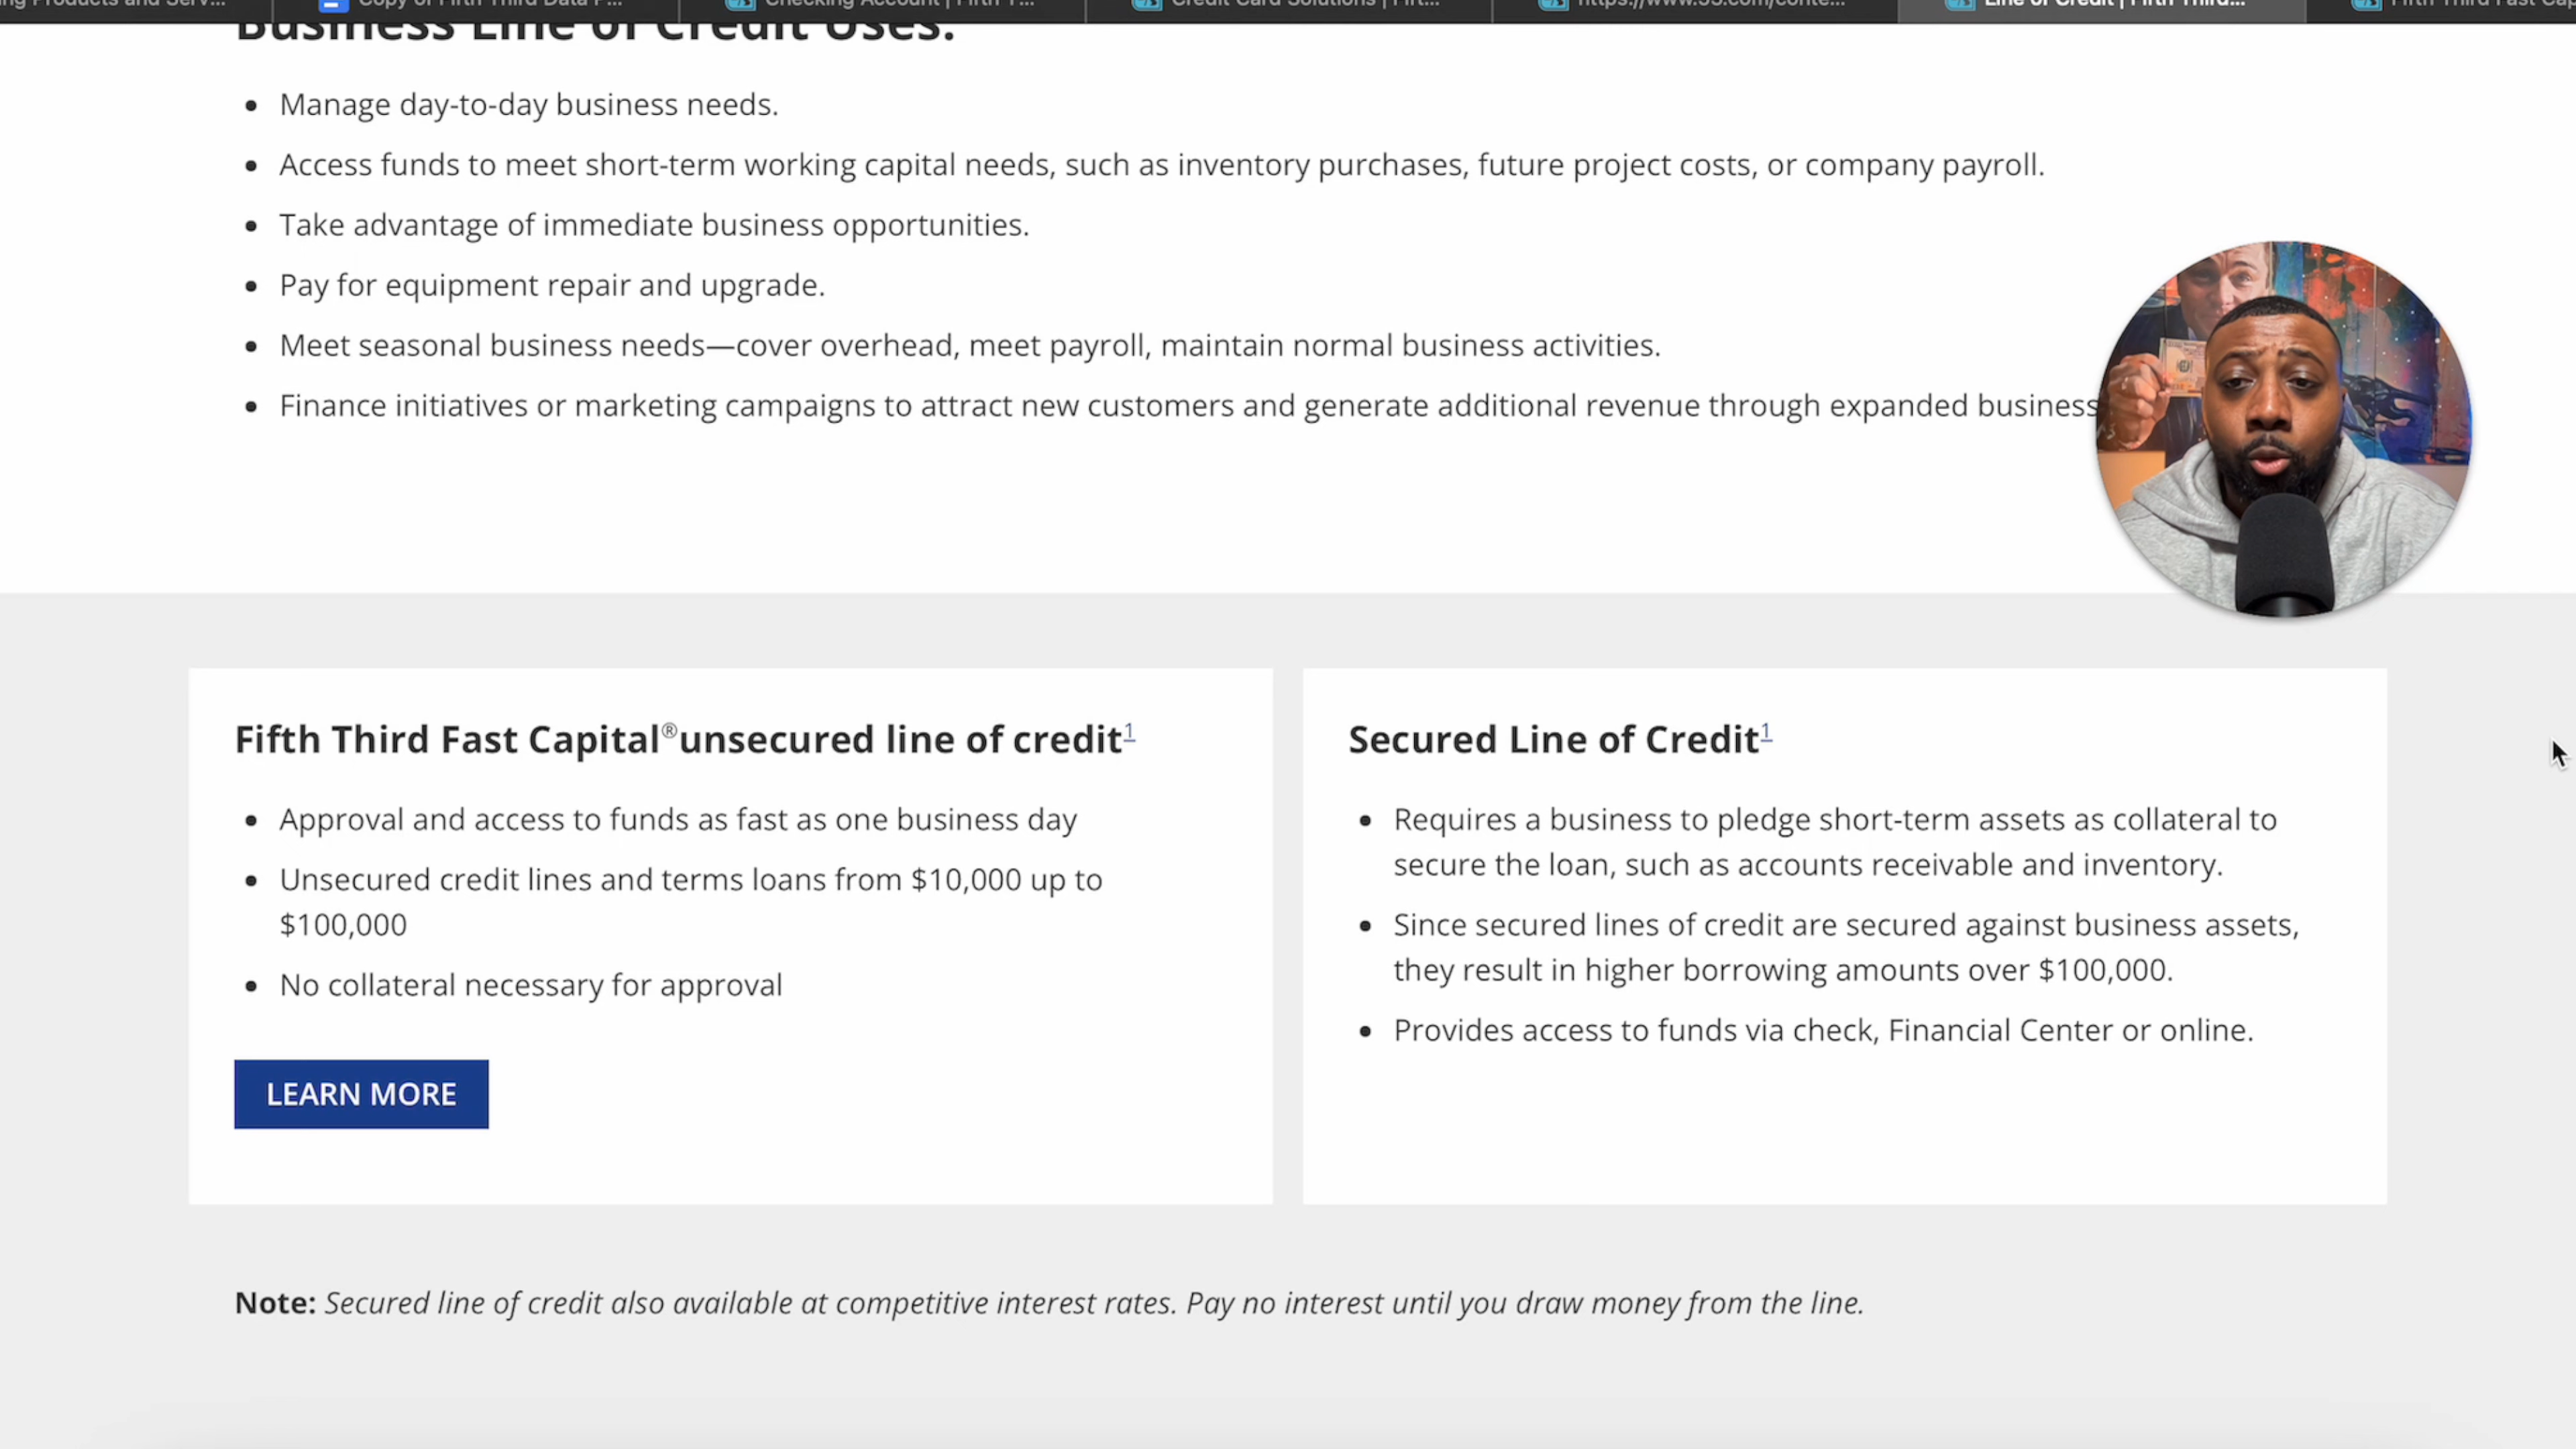 Business Line of Credit Uses:
• Manage day-to-day business needs.
• Access funds to meet short-term working capital needs, such as inventory purchases, future project costs, or company payroll.
• Take advantage of immediate business opportunities.
• Pay for equipment repair and upgrade.
• Meet seasonal business needs—cover overhead, meet payroll, maintain normal business activities.
• Finance initiatives or marketing campaigns to attract new customers and generate additional revenue through expanded business
Fifth Third Fast Capital®unsecured line of credit1
• Approval and access to funds as fast as one business day
• Unsecured credit lines and terms loans from $10,000 up to
$100,000
• No collateral necessary for approval
LEARN MORE
Secured Line of Credit1
• Requires a business to pledge short-term assets as collateral to
secure the loan, such as accounts receivable and inventory.
• Since secured lines of credit are secured against business assets,
they result in higher borrowing amounts over $100,000.
• Provides access to funds via check, Financial Center or online.
Note: Secured line of credit also available at competitive interest rates. Pay no interest until you draw money from the line.